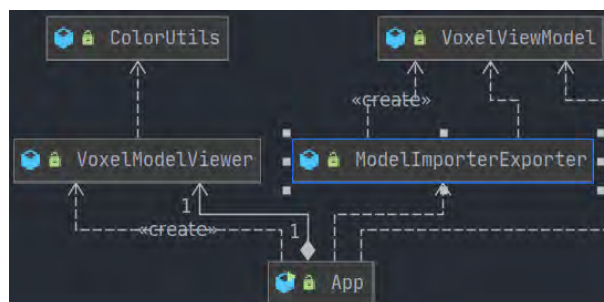 ColorUtils
VoxelViewModel
«create»
VoxelModelViewer
ModelImporterExporter
1
«create»
1
App